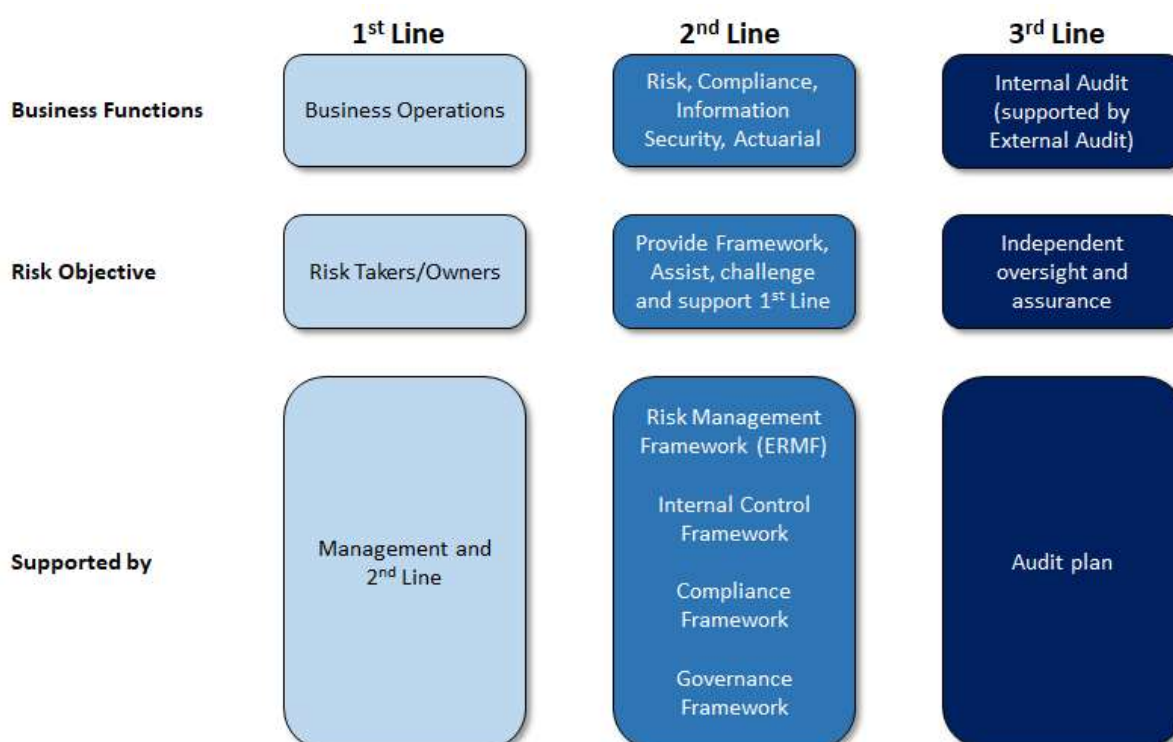 1st Line
2nd Line
3rd Line
Business Functions
Business Operations
Risk, Compliance,
Information
Security, Actuarial
Internal Audit
(supported by
External Audit)
Risk Objective
Risk Takers/Owners
Provide Framework,
Assist, challenge
and support 1st Line
Independent
oversight and
assurance
Supported by
Management and
2nd Line
Risk Management
Framework (ERMF)
Internal Control
Framework
Compliance
Framework
Governance
Framework
Audit plan